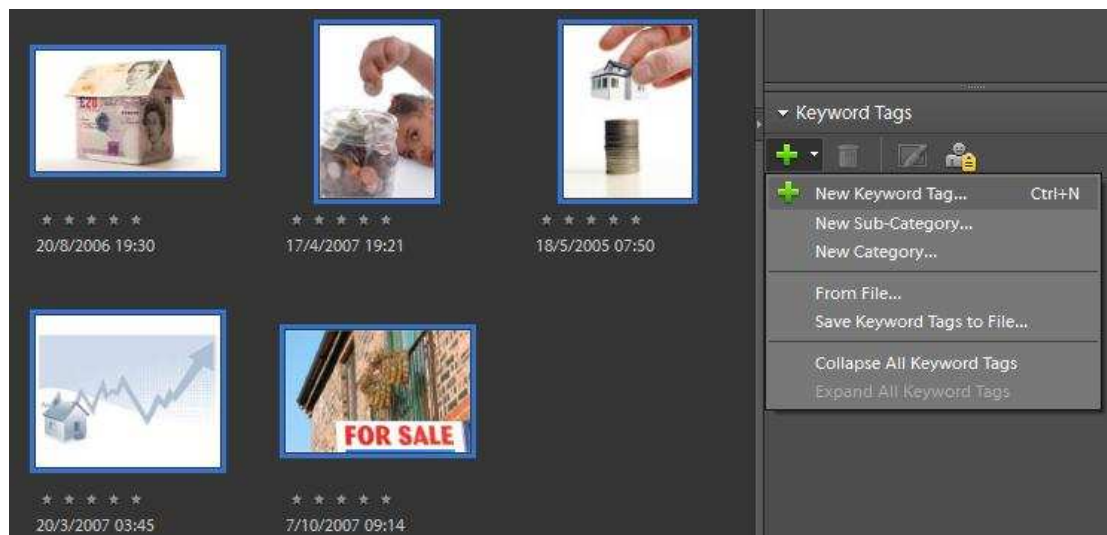 £20
20/8/2006 19:30
17/4/2007 19:21
18/5/2005 07:50
FOR SALE
20/3/2007 03:45
7/10/2007 09:14
Keyword Tags
New Keyword Tag... Ctrl+N
New Sub-Category...
New Category...
From File...
Save Keyword Tags to File...
Collapse All Keyword Tags
Expand All Keyword Tags